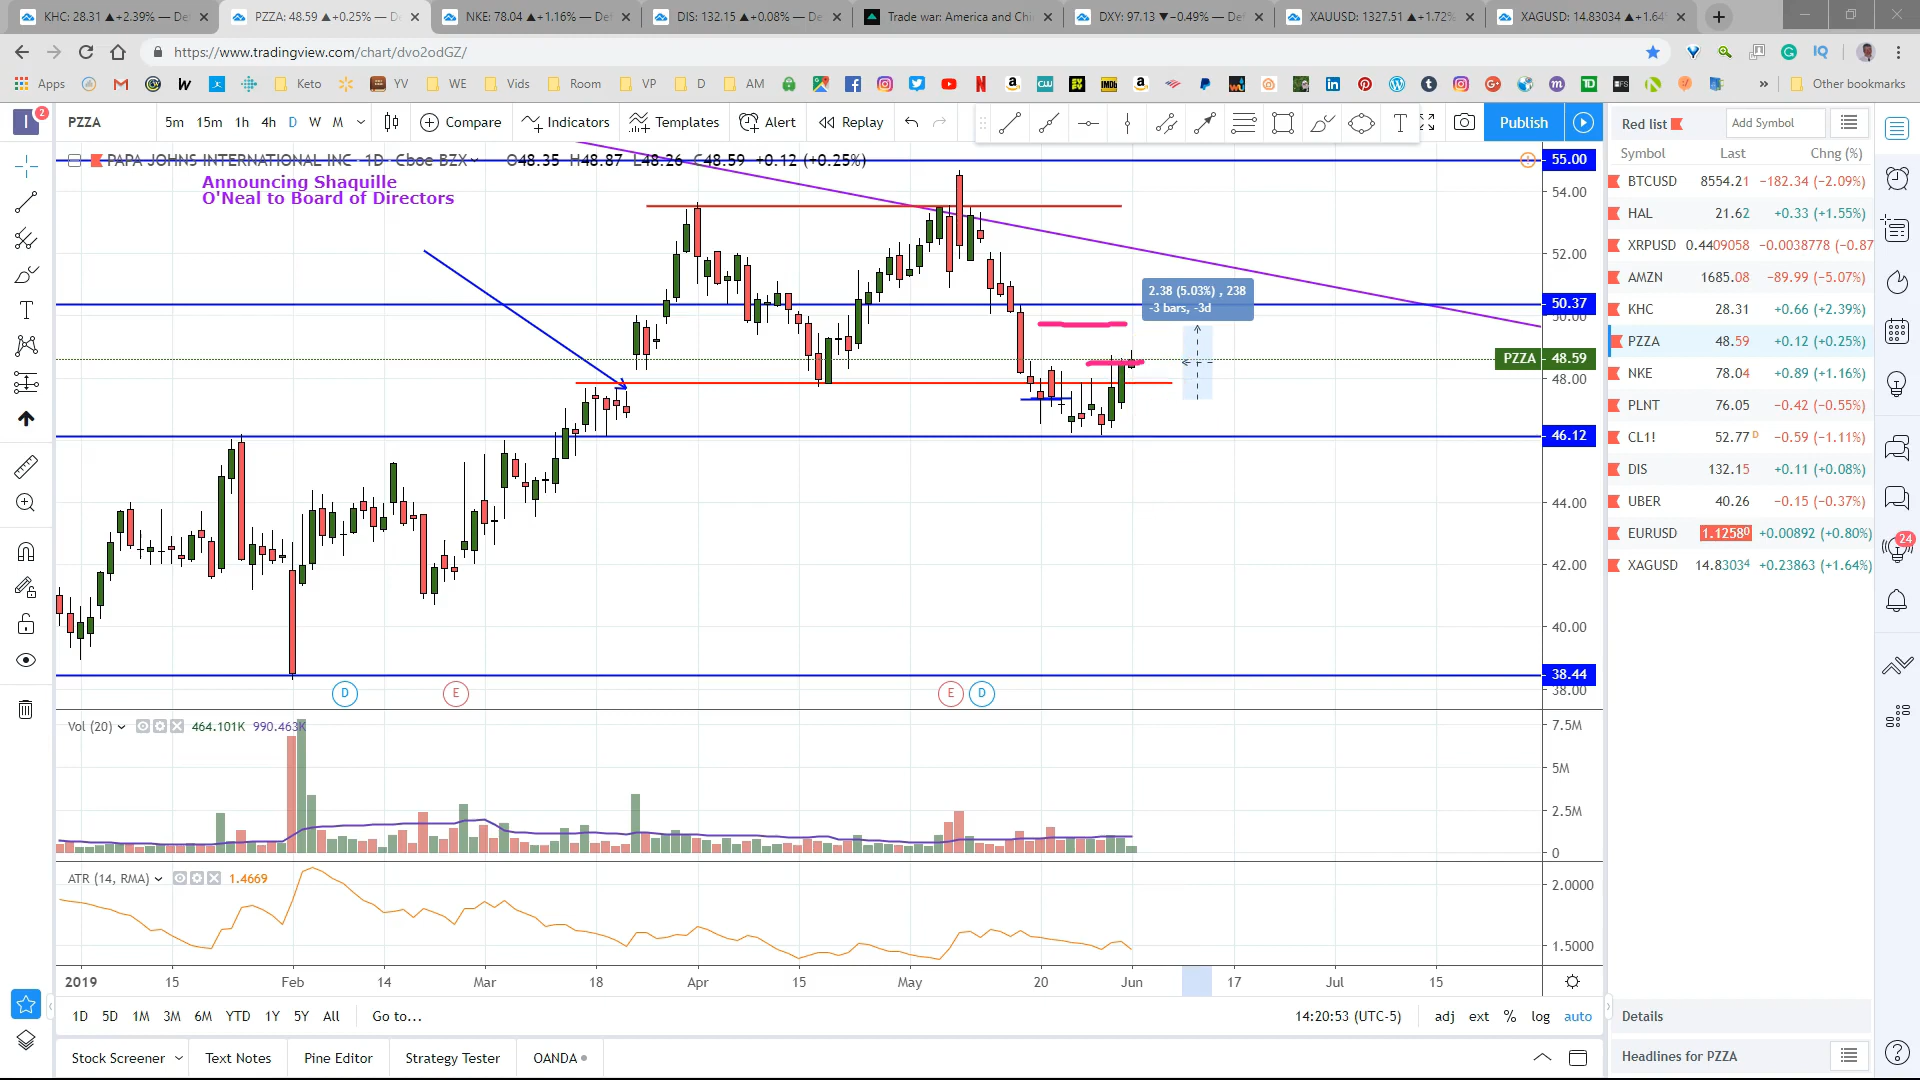 KHC: 28.31 ▲+2.39% — De
PZZA: 48.59 ▲+0.25% — De
NKE: 78.04 ▲+1.16% — De
DIS: 132.15 ▲+0.08% — De
Trade war: America and Chi
DXY: 97.13 ▼−0.49% — De
XAUUSD: 1327.51 ▲+1.72%
XAGUSD: 14.83034 ▲+1.64
https://www.tradingview.com/chart/dvo2odGZ/
Apps Keto YV WE Vids Room VP D AM » Other bookmarks
2 PZZA 5m 15m 1h 4h D W M Compare Indicators Templates Alert Replay Publish
Red list Add Symbol
Symbol Last Chng (%)
BTCUSD 8554.21 −182.34 (−2.09%)
HAL 21.62 +0.33 (+1.55%)
XRPUSD 0.4409058 −0.0038778 (−0.87
AMZN 1685.08 −89.99 (−5.07%)
KHC 28.31 +0.66 (+2.39%)
PZZA 48.59 +0.12 (+0.25%)
NKE 78.04 +0.89 (+1.16%)
PLNT 76.05 −0.42 (−0.55%)
CL1! 52.77 D −0.59 (−1.11%)
DIS 132.15 +0.11 (+0.08%)
UBER 40.26 −0.15 (−0.37%)
EURUSD 1.12580 +0.00892 (+0.80%)
XAGUSD 14.83034 +0.23863 (+1.64%)
24
PAPA JOHNS INTERNATIONAL INC · 1D · Cboe BZX O48.35 H48.87 L48.26 C48.59 +0.12 (+0.25%)
Announcing Shaquille
O'Neal to Board of Directors
2.38 (5.03%) , 238
-3 bars, -3d
55.00
54.00
52.00
50.37
50.00
PZZA 48.59
48.00
46.12
44.00
42.00
40.00
38.44
38.00
D E E D
Vol (20) 464.101K 990.463K
7.5M
5M
2.5M
0
ATR (14, RMA) 1.4669
2.0000
1.5000
2019 15 Feb 14 Mar 18 Apr 15 May 20 Jun 17 Jul 15
1D 5D 1M 3M 6M YTD 1Y 5Y All Go to... 14:20:53 (UTC-5) adj ext % log auto
Details
Stock Screener Text Notes Pine Editor Strategy Tester OANDA
Headlines for PZZA